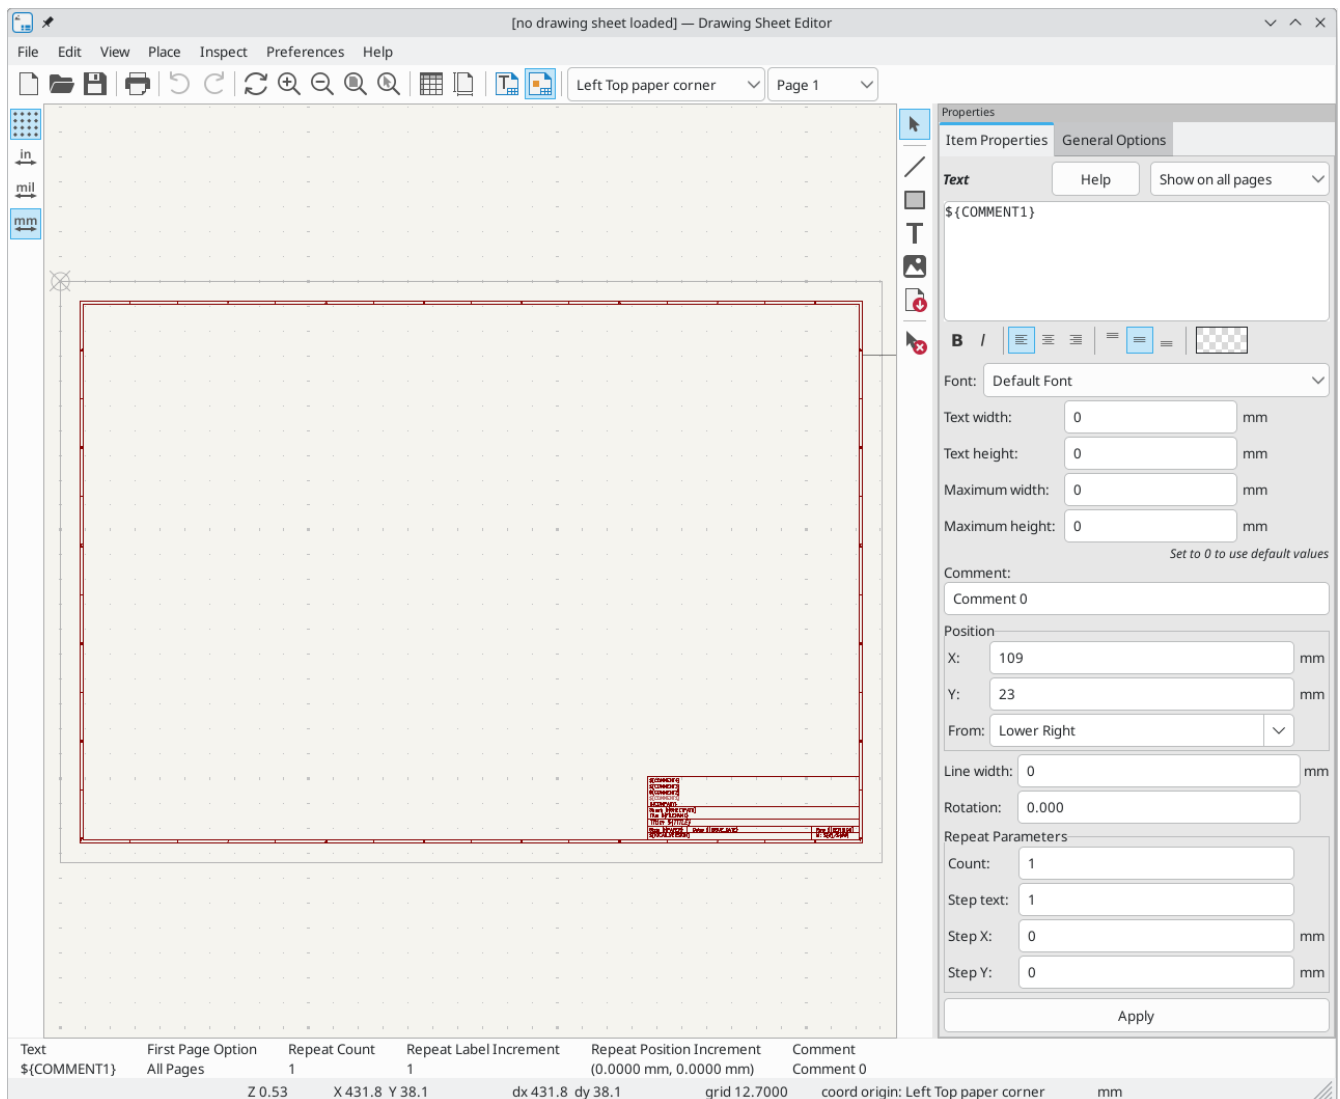 [no drawing sheet loaded] — Drawing Sheet Editor
File Edit View Place Inspect Preferences Help
Left Top paper corner Page 1
in
mil
mm
Properties
Item Properties General Options
Text Help Show on all pages
${COMMENT1}
B I
Font: Default Font
Text width: 0 mm
Text height: 0 mm
Maximum width: 0 mm
Maximum height: 0 mm
Set to 0 to use default values
Comment:
Comment 0
Position
X: 109 mm
Y: 23 mm
From: Lower Right
Line width: 0 mm
Rotation: 0.000
Repeat Parameters
Count: 1
Step text: 1
Step X: 0 mm
Step Y: 0 mm
Apply
Text First Page Option Repeat Count Repeat Label Increment Repeat Position Increment Comment
${COMMENT1} All Pages 1 1 (0.0000 mm, 0.0000 mm) Comment 0
Z 0.53 X 431.8 Y 38.1 dx 431.8 dy 38.1 grid 12.7000 coord origin: Left Top paper corner mm